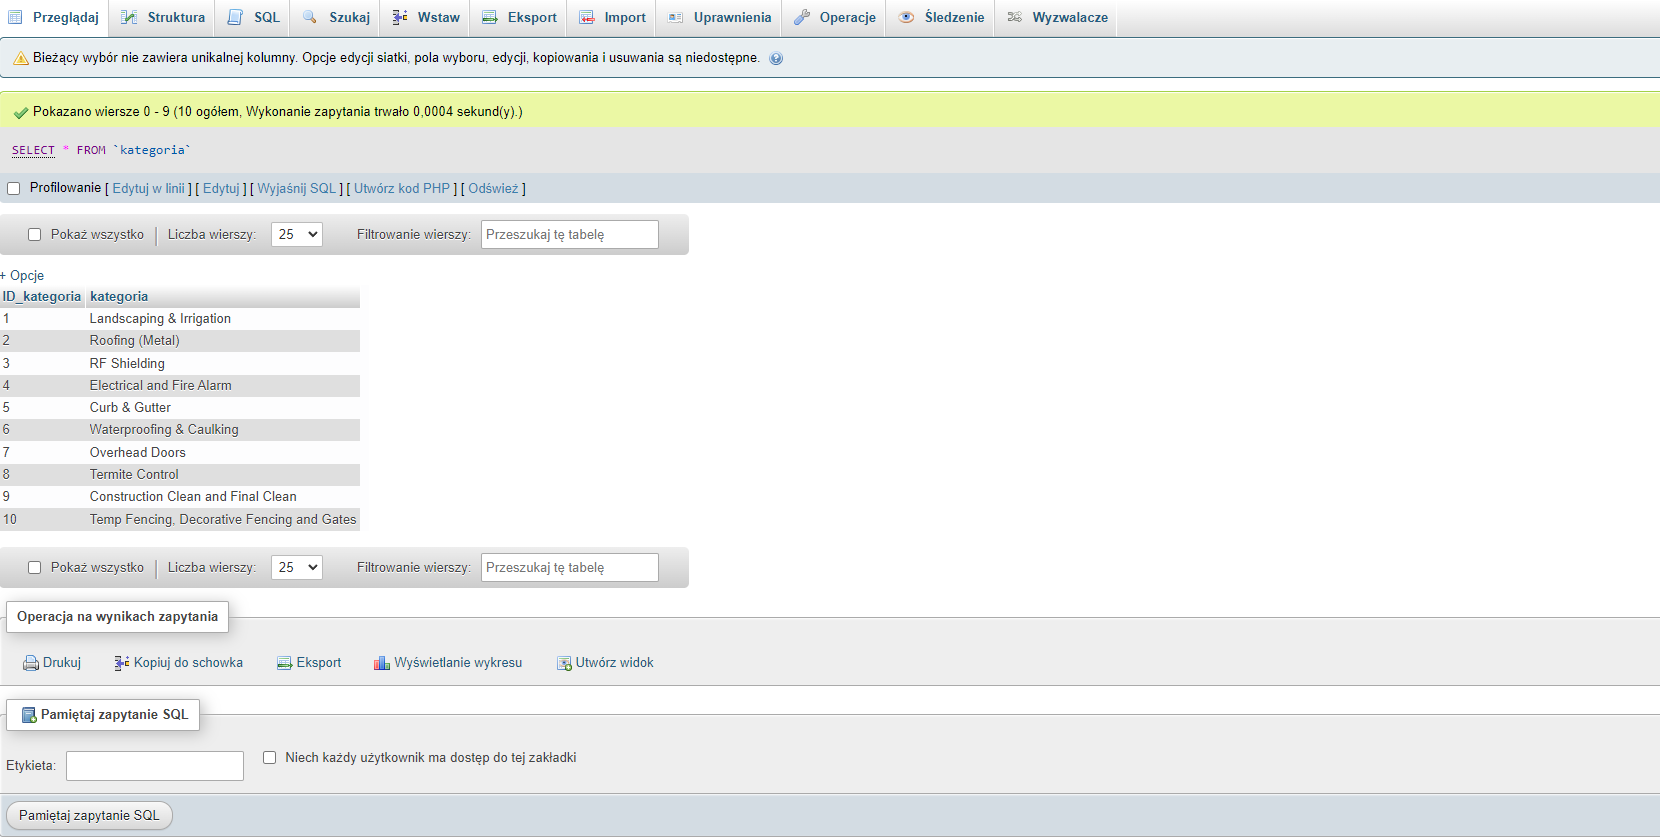 Przeglądaj Struktura SQL Szukaj Wstaw Eksport Import Uprawnienia Operacje Śledzenie Wyzwalacze
Bieżący wybór nie zawiera unikalnej kolumny. Opcje edycji siatki, pola wyboru, edycji, kopiowania i usuwania są niedostępne.
Pokazano wiersze 0 - 9 (10 ogółem, Wykonanie zapytania trwało 0,0004 sekund(y).)
SELECT * FROM `kategoria`
Profilowanie [ Edytuj w linii ] [ Edytuj ] [ Wyjaśnij SQL ] [ Utwórz kod PHP ] [ Odśwież ]
Pokaż wszystko | Liczba wierszy: 25 Filtrowanie wierszy: Przeszukaj tę tabelę
+ Opcje
ID_kategoria kategoria
1 Landscaping & Irrigation
2 Roofing (Metal)
3 RF Shielding
4 Electrical and Fire Alarm
5 Curb & Gutter
6 Waterproofing & Caulking
7 Overhead Doors
8 Termite Control
9 Construction Clean and Final Clean
10 Temp Fencing, Decorative Fencing and Gates
Pokaż wszystko | Liczba wierszy: 25 Filtrowanie wierszy: Przeszukaj tę tabelę
Operacja na wynikach zapytania
Drukuj Kopiuj do schowka Eksport Wyświetlanie wykresu Utwórz widok
Pamiętaj zapytanie SQL
Etykieta: Niech każdy użytkownik ma dostęp do tej zakładki
Pamiętaj zapytanie SQL